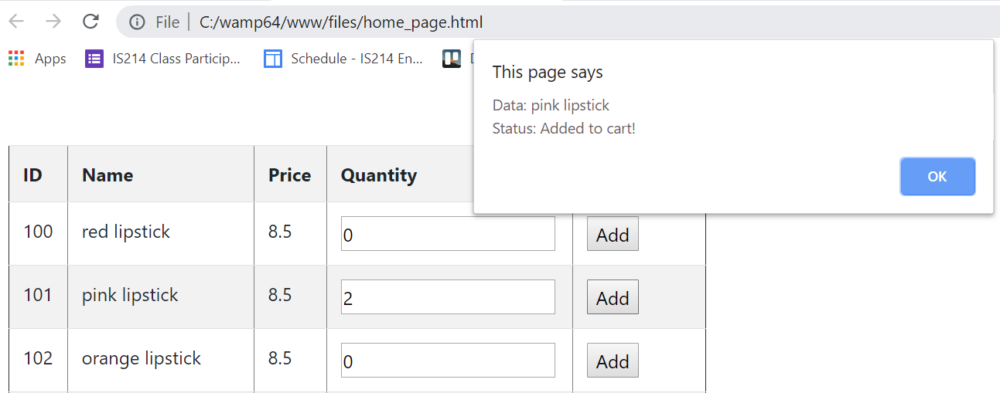 File C:/wamp64/www/files/home_page.html
Apps IS214 Class Particip... Schedule - IS214 En...
This page says
Data: pink lipstick
Status: Added to cart!
OK
ID Name Price Quantity
100 red lipstick 8.5 0 Add
101 pink lipstick 8.5 2 Add
102 orange lipstick 8.5 0 Add